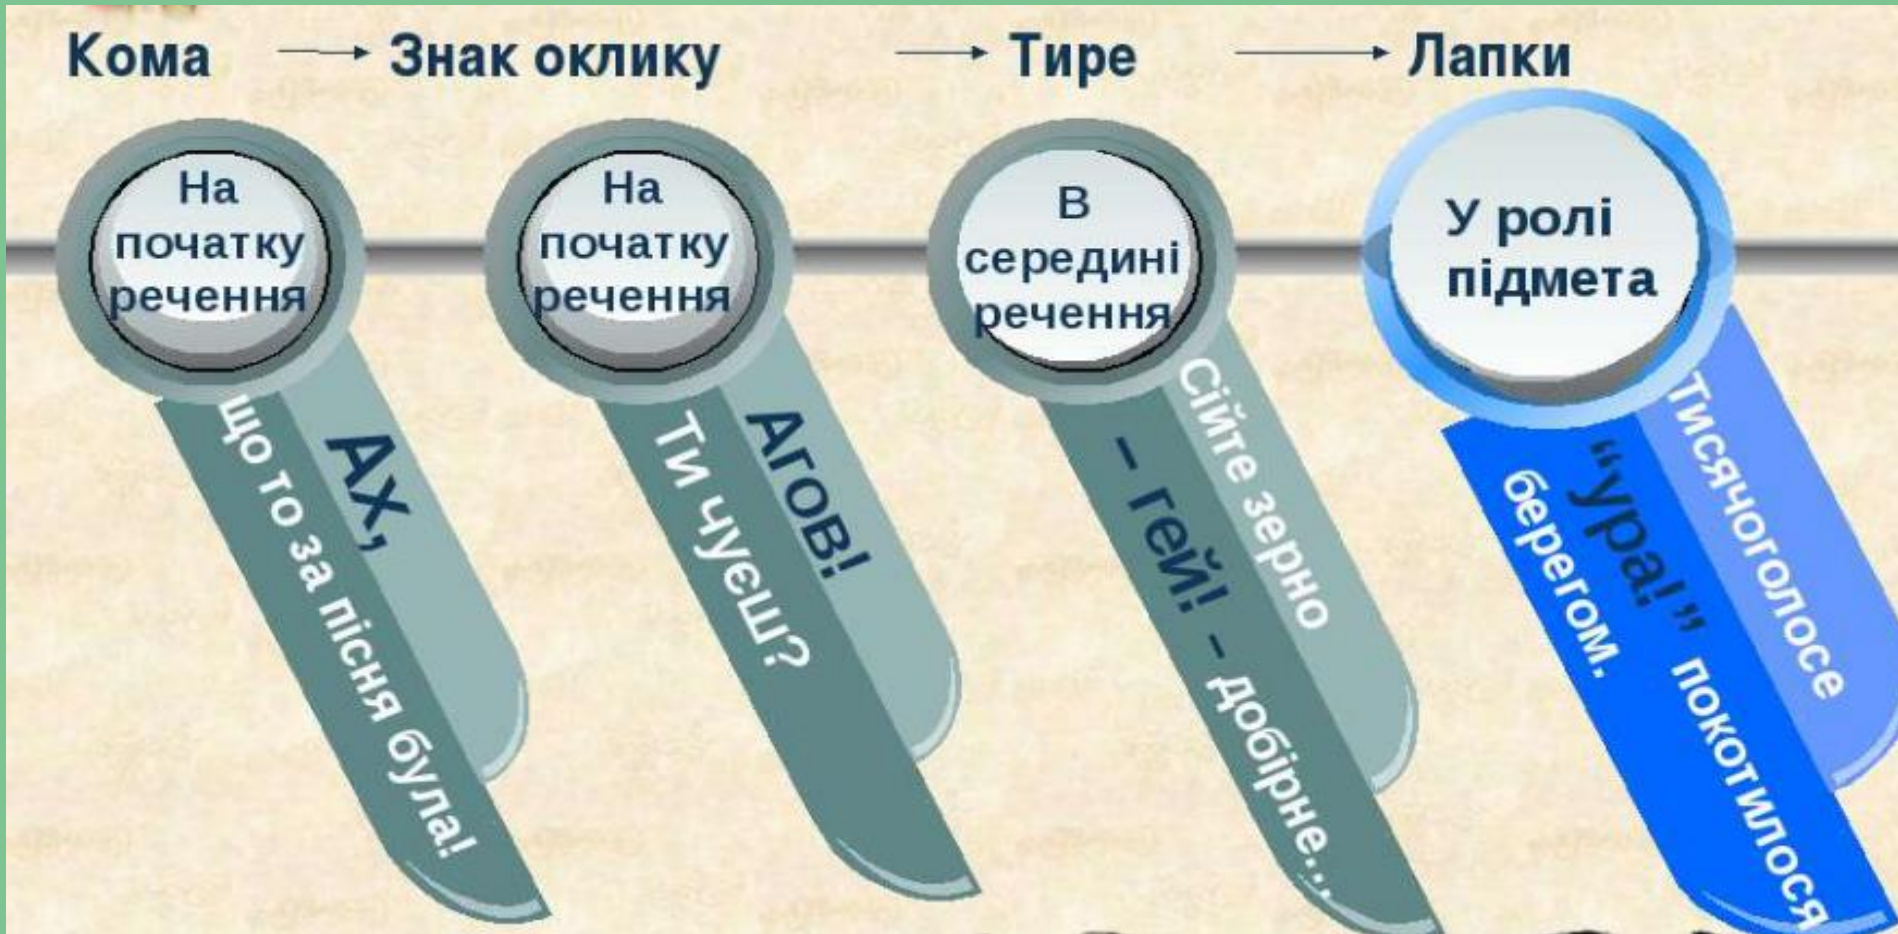 Кома → Знак оклику → Тире → Лапки
На
початку
речення
Ах,
що то за пісня була!
На
початку
речення
Агов!
Ти чуєш?
В
середині
речення
Сійте зерно
– гей! – добірне...
У ролі
підмета
Тисячоголосе
“ура!” покотилося
берегом.